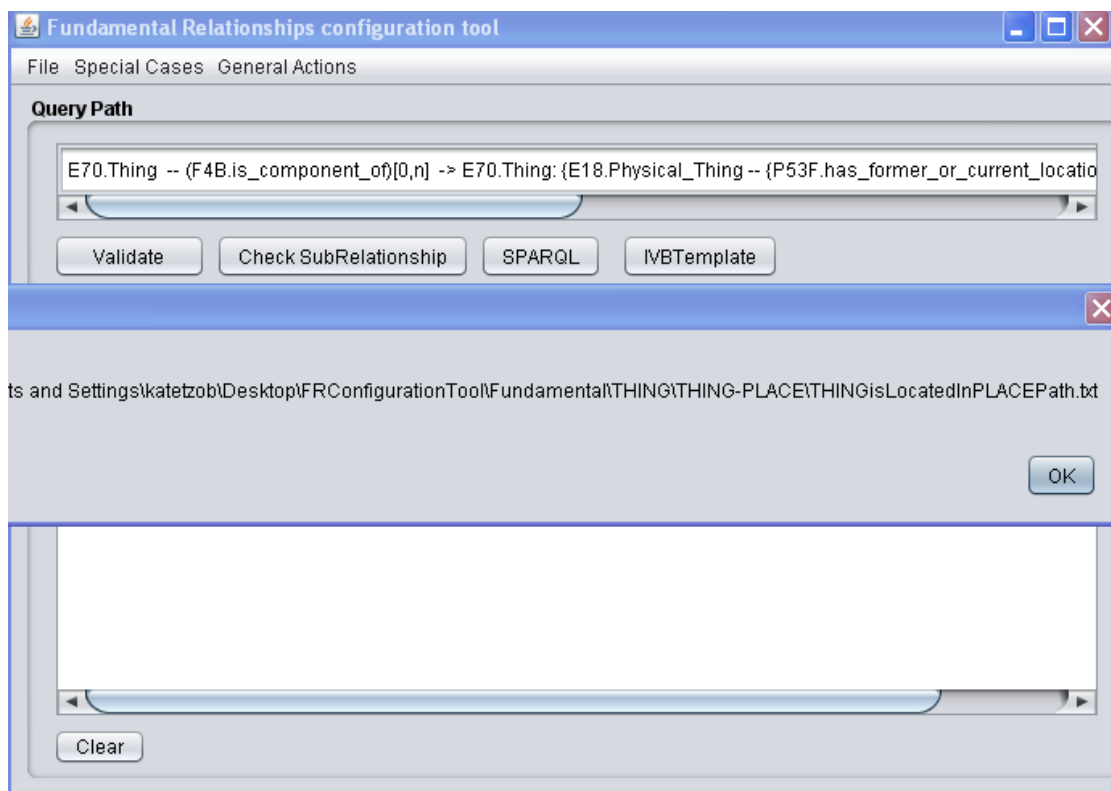 Fundamental Relationships configuration tool
File Special Cases General Actions
Query Path
E70.Thing -- (F4B.is_component_of)[0,n] -> E70.Thing: {E18.Physical_Thing -- {P53F.has_former_or_current_locatio
Validate Check SubRelationship SPARQL IVBTemplate
ts and Settings\katetzob\Desktop\FRConfigurationTool\Fundamental\THING\THING-PLACE\THINGisLocatedInPLACEPath.txt
OK
Clear